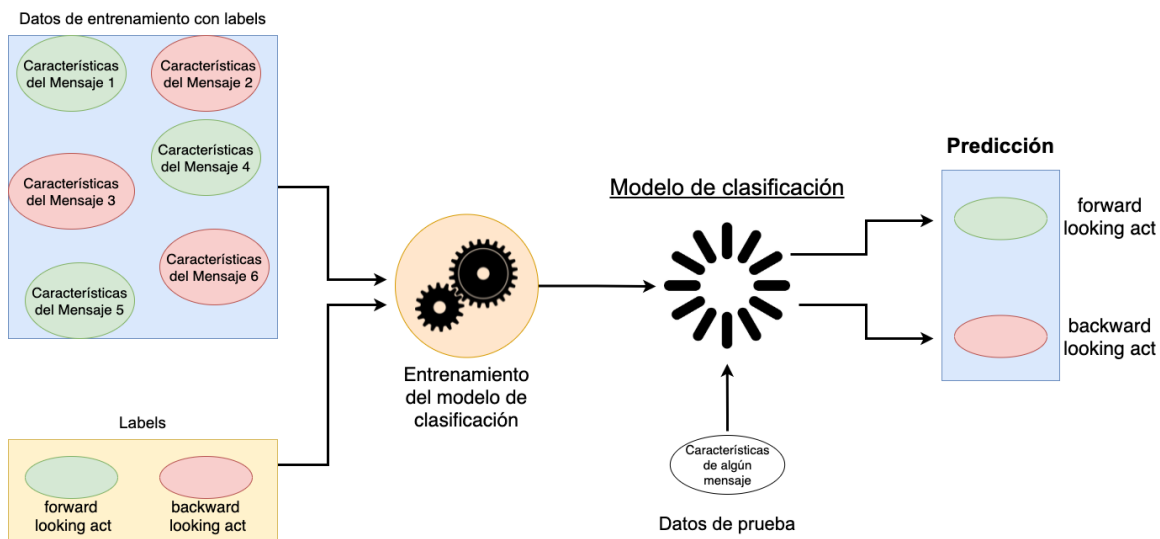 Datos de entrenamiento con labels
Características
del Mensaje 1
Características
del Mensaje 2
Características
del Mensaje 4
Características
del Mensaje 3
Características
del Mensaje 6
Características
del Mensaje 5
Labels
forward
looking act
backward
looking act
Entrenamiento
del modelo de
clasificación
Modelo de clasificación
Características
de algún
mensaje
Datos de prueba
Predicción
forward
looking act
backward
looking act